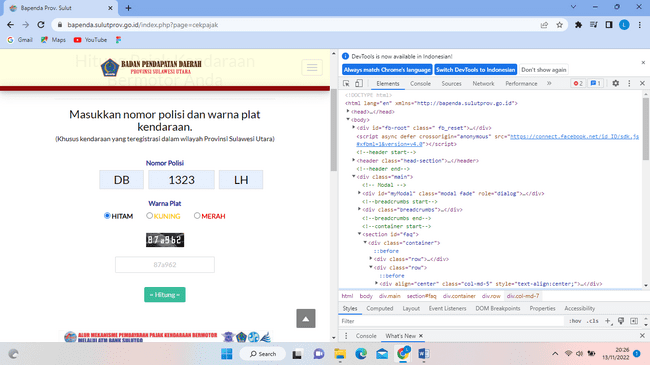 Bapenda Prov. Sulut
bapenda.sulutprov.go.id/index.php?page=cekpajak
Gmail
Maps
YouTube
BADAN PENDAPATAN DAERAH
PROVINSI SULAWESI UTARA
Masukkan nomor polisi dan warna plat
kendaraan.
(Khusus kendaraan yang teregistrasi dalam wilayah Provinsi Sulawesi Utara)
Nomor Polisi
DB 1323 LH
Warna Plat
HITAM KUNING MERAH
87a962
87a962
= Hitung =
ALUR MEKANISME PEMBAYARAN PAJAK KENDARAAN BERMOTOR
MELALUI ATM BANK SULUTGO
DevTools is now available in Indonesian!
Always match Chrome's language
Switch DevTools to Indonesian
Don't show again
Elements Console Sources Network Performance » 2 1
<!DOCTYPE html>
<html lang="en" xmlns="http://bapenda.sulutprov.go.id">
<head>…</head>
<body>
<div id="fb-root" class=" fb_reset">…</div>
<script async defer crossorigin="anonymous" src="https://connect.facebook.net/id_ID/sdk.js
#xfbml=1&version=v4.0"></script>
<!--header start-->
<header class="head-section">…</header>
<!--header end-->
<div class="main">
<!-- Modal -->
<div id="myModal" class="modal fade" role="dialog">…</div>
<!--breadcrumbs start-->
<div class="breadcrumbs">…</div>
<!--breadcrumbs end-->
<!--container start-->
<section id="faq">
<div class="container">
::before
<div class="row">…</div>
<div class="row">
::before
<div align="center" class="col-md-5" style="text-align:center;">…</div>
html body div.main section#faq div.container div.row div.col-md-7
Styles Computed Layout Event Listeners DOM Breakpoints Properties Accessibility
Filter
:hov .cls
Console What's New
Search
20:26
13/11/2022